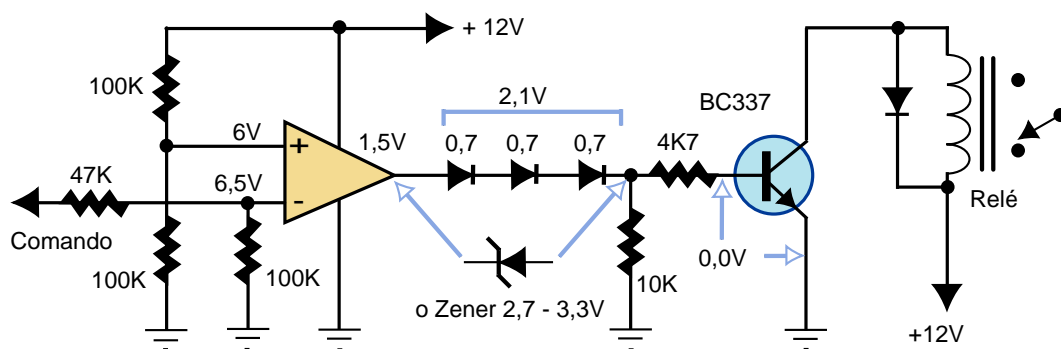 + 12V
100K
2,1V
BC337
6V
+
1,5V
0,7
0,7
0,7
4K7
47K
6,5V
-
Comando
100K
100K
10K
0,0V
Relé
o Zener 2,7 - 3,3V
+12V